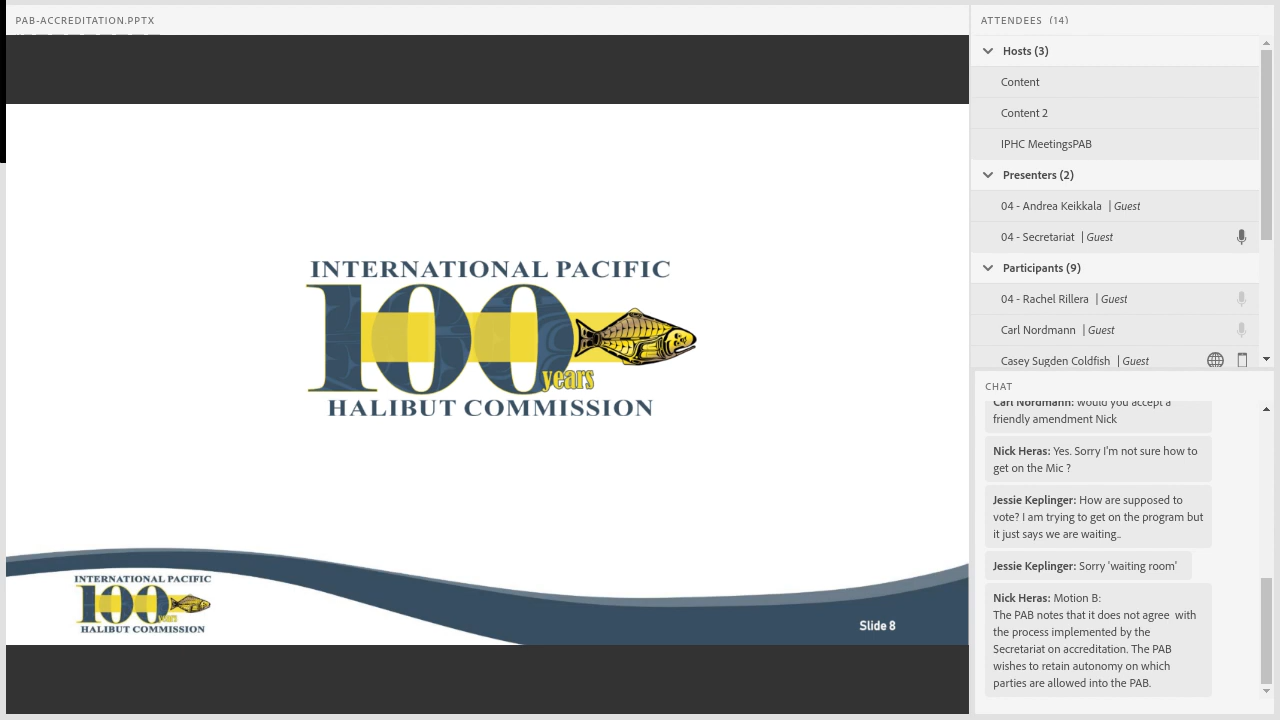 PAB-ACCREDITATION.PPTX
INTERNATIONAL PACIFIC
100
years
HALIBUT COMMISSION
INTERNATIONAL PACIFIC
100
years
HALIBUT COMMISSION
Slide 8
ATTENDEES (14)
Hosts (3)
Content
Content 2
IPHC MeetingsPAB
Presenters (2)
04 - Andrea Keikkala | Guest
04 - Secretariat | Guest
Participants (9)
04 - Rachel Rillera | Guest
Carl Nordmann | Guest
Casey Sugden Coldfish | Guest
CHAT
Carl Nordmann: would you accept a
friendly amendment Nick
Nick Heras: Yes. Sorry I'm not sure how to
get on the Mic ?
Jessie Keplinger: How are supposed to
vote? I am trying to get on the program but
it just says we are waiting..
Jessie Keplinger: Sorry 'waiting room'
Nick Heras: Motion B:
The PAB notes that it does not agree  with
the process implemented by the
Secretariat on accreditation. The PAB
wishes to retain autonomy on which
parties are allowed into the PAB.